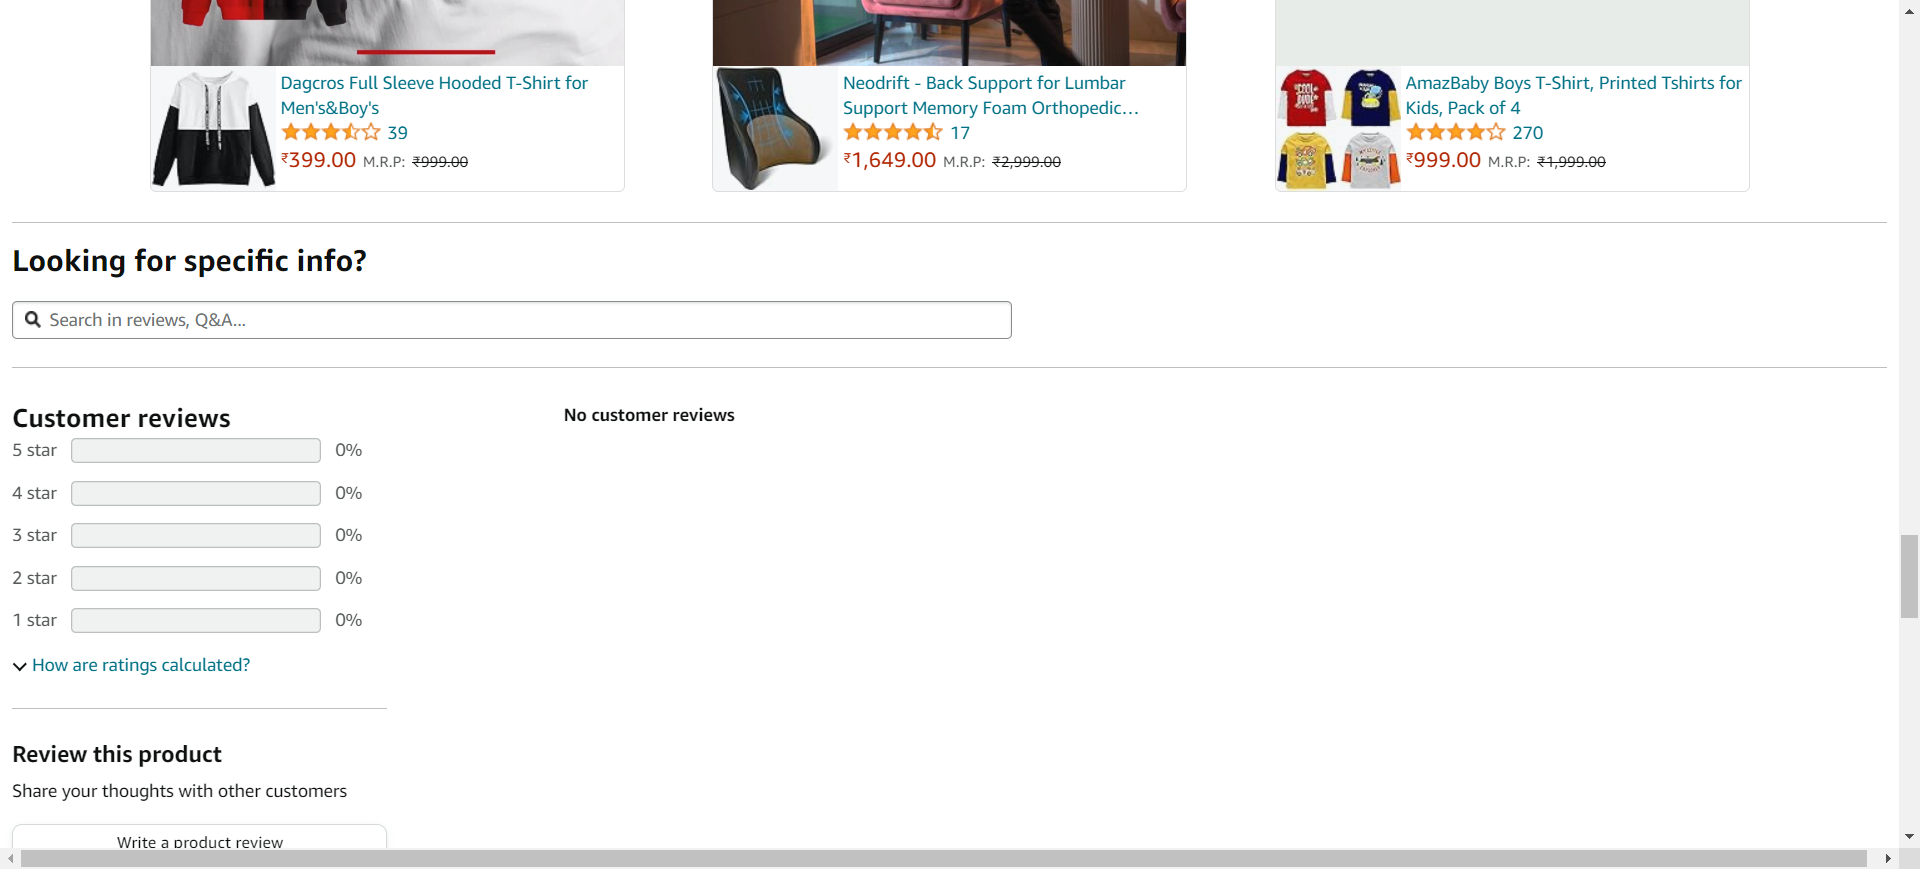 Dagcros Full Sleeve Hooded T-Shirt for
Men's&Boy's
39
₹399.00 M.R.P: ₹999.00
Neodrift - Back Support for Lumbar
Support Memory Foam Orthopedic…
17
₹1,649.00 M.R.P: ₹2,999.00
AmazBaby Boys T-Shirt, Printed Tshirts for
Kids, Pack of 4
270
₹999.00 M.R.P: ₹1,999.00
Looking for specific info?
Search in reviews, Q&A...
Customer reviews
5 star 0%
4 star 0%
3 star 0%
2 star 0%
1 star 0%
How are ratings calculated?
No customer reviews
Review this product
Share your thoughts with other customers
Write a product review